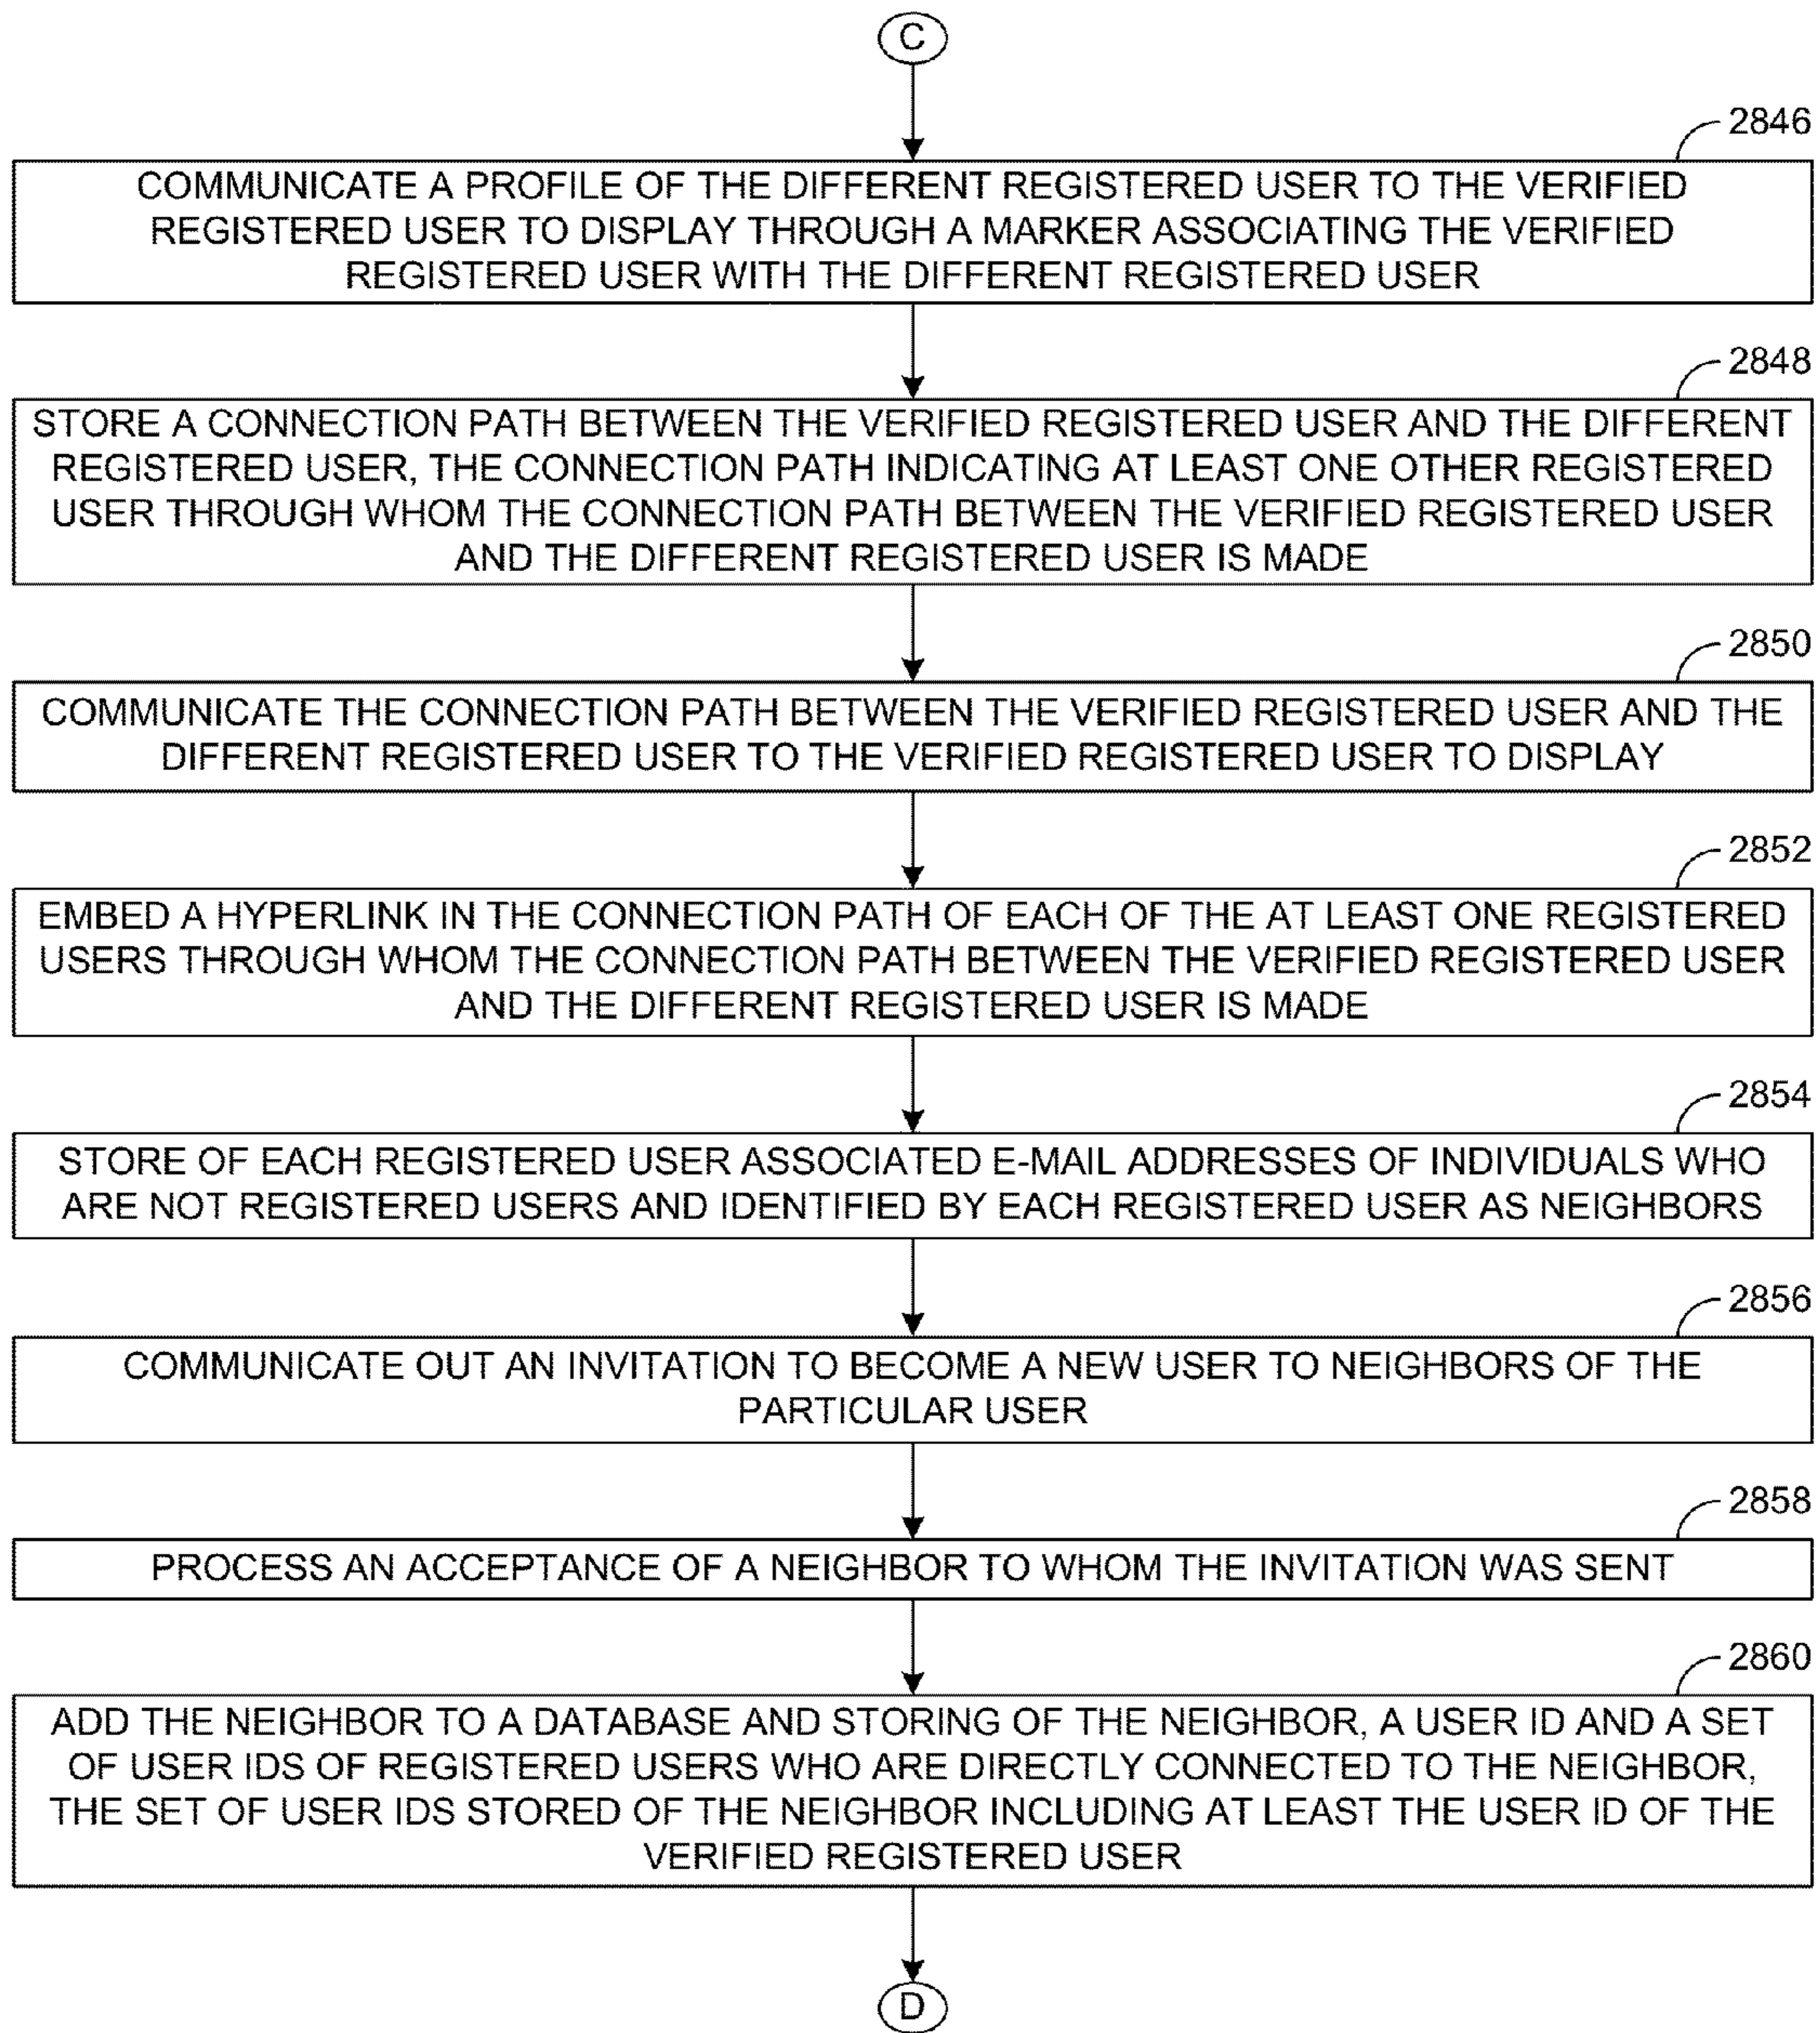 C
2846
COMMUNICATE A PROFILE OF THE DIFFERENT REGISTERED USER TO THE VERIFIED
REGISTERED USER TO DISPLAY THROUGH A MARKER ASSOCIATING THE VERIFIED
REGISTERED USER WITH THE DIFFERENT REGISTERED USER
2848
STORE A CONNECTION PATH BETWEEN THE VERIFIED REGISTERED USER AND THE DIFFERENT
REGISTERED USER, THE CONNECTION PATH INDICATING AT LEAST ONE OTHER REGISTERED
USER THROUGH WHOM THE CONNECTION PATH BETWEEN THE VERIFIED REGISTERED USER
AND THE DIFFERENT REGISTERED USER IS MADE
2850
COMMUNICATE THE CONNECTION PATH BETWEEN THE VERIFIED REGISTERED USER AND THE
DIFFERENT REGISTERED USER TO THE VERIFIED REGISTERED USER TO DISPLAY
2852
EMBED A HYPERLINK IN THE CONNECTION PATH OF EACH OF THE AT LEAST ONE REGISTERED
USERS THROUGH WHOM THE CONNECTION PATH BETWEEN THE VERIFIED REGISTERED USER
AND THE DIFFERENT REGISTERED USER IS MADE
2854
STORE OF EACH REGISTERED USER ASSOCIATED E-MAIL ADDRESSES OF INDIVIDUALS WHO
ARE NOT REGISTERED USERS AND IDENTIFIED BY EACH REGISTERED USER AS NEIGHBORS
2856
COMMUNICATE OUT AN INVITATION TO BECOME A NEW USER TO NEIGHBORS OF THE
PARTICULAR USER
2858
PROCESS AN ACCEPTANCE OF A NEIGHBOR TO WHOM THE INVITATION WAS SENT
2860
ADD THE NEIGHBOR TO A DATABASE AND STORING OF THE NEIGHBOR, A USER ID AND A SET
OF USER IDS OF REGISTERED USERS WHO ARE DIRECTLY CONNECTED TO THE NEIGHBOR,
THE SET OF USER IDS STORED OF THE NEIGHBOR INCLUDING AT LEAST THE USER ID OF THE
VERIFIED REGISTERED USER
D